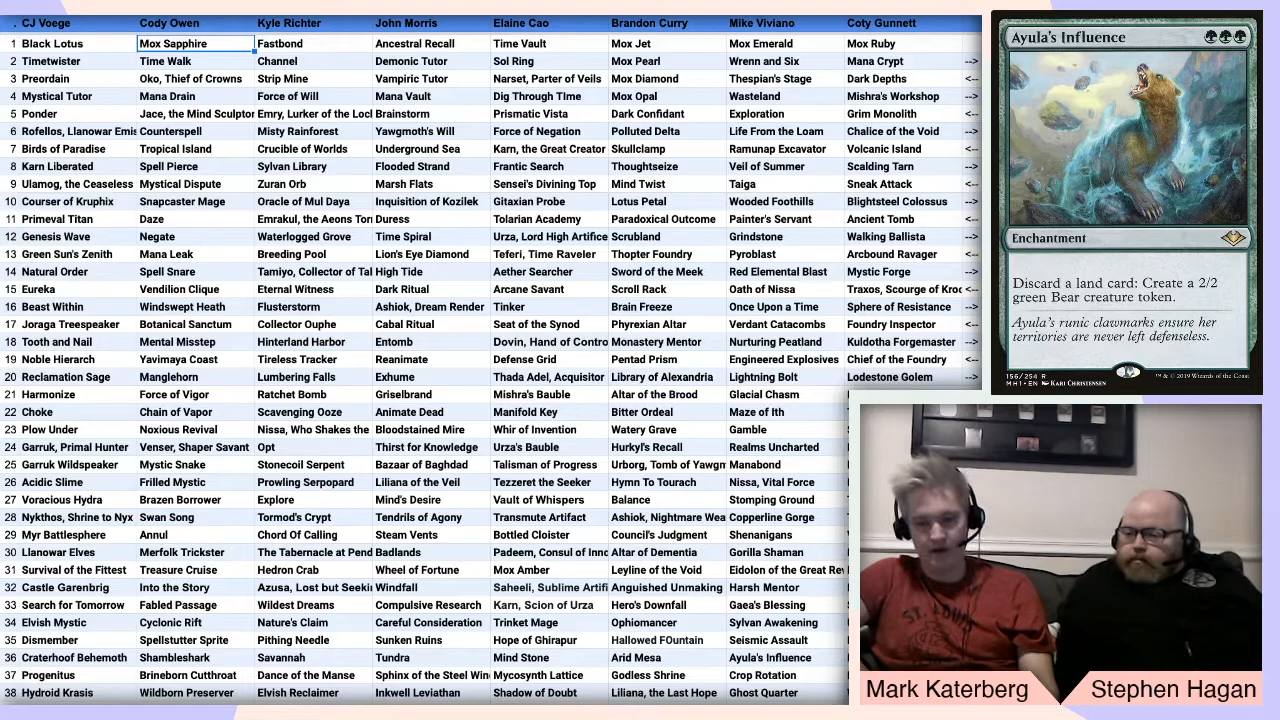 . CJ Voege Cody Owen Kyle Richter John Morris Elaine Cao Brandon Curry Mike Viviano Coty Gunnett
1 Black Lotus Mox Sapphire Fastbond Ancestral Recall Time Vault Mox Jet Mox Emerald Mox Ruby
2 Timetwister Time Walk Channel Demonic Tutor Sol Ring Mox Pearl Wrenn and Six Mana Crypt -->
3 Preordain Oko, Thief of Crowns Strip Mine Vampiric Tutor Narset, Parter of Veils Mox Diamond Thespian's Stage Dark Depths <--
4 Mystical Tutor Mana Drain Force of Will Mana Vault Dig Through TIme Mox Opal Wasteland Mishra's Workshop -->
5 Ponder Jace, the Mind Sculptor Emry, Lurker of the Locl Brainstorm Prismatic Vista Dark Confidant Exploration Grim Monolith <--
6 Rofellos, Llanowar Emis Counterspell Misty Rainforest Yawgmoth's Will Force of Negation Polluted Delta Life From the Loam Chalice of the Void -->
7 Birds of Paradise Tropical Island Crucible of Worlds Underground Sea Karn, the Great Creator Skullclamp Ramunap Excavator Volcanic Island <--
8 Karn Liberated Spell Pierce Sylvan Library Flooded Strand Frantic Search Thoughtseize Veil of Summer Scalding Tarn -->
9 Ulamog, the Ceaseless Mystical Dispute Zuran Orb Marsh Flats Sensei's Divining Top Mind Twist Taiga Sneak Attack <--
10 Courser of Kruphix Snapcaster Mage Oracle of Mul Daya Inquisition of Kozilek Gitaxian Probe Lotus Petal Wooded Foothills Blightsteel Colossus -->
11 Primeval Titan Daze Emrakul, the Aeons Torn Duress Tolarian Academy Paradoxical Outcome Painter's Servant Ancient Tomb <--
12 Genesis Wave Negate Waterlogged Grove Time Spiral Urza, Lord High Artifice Scrubland Grindstone Walking Ballista -->
13 Green Sun's Zenith Mana Leak Breeding Pool Lion's Eye Diamond Teferi, Time Raveler Thopter Foundry Pyroblast Arcbound Ravager <--
14 Natural Order Spell Snare Tamiyo, Collector of Tal High Tide Aether Searcher Sword of the Meek Red Elemental Blast Mystic Forge -->
15 Eureka Vendilion Clique Eternal Witness Dark Ritual Arcane Savant Scroll Rack Oath of Nissa Traxos, Scourge of Kroo <--
16 Beast Within Windswept Heath Flusterstorm Ashiok, Dream Render Tinker Brain Freeze Once Upon a Time Sphere of Resistance -->
17 Joraga Treespeaker Botanical Sanctum Collector Ouphe Cabal Ritual Seat of the Synod Phyrexian Altar Verdant Catacombs Foundry Inspector <--
18 Tooth and Nail Mental Misstep Hinterland Harbor Entomb Dovin, Hand of Contro Monastery Mentor Nurturing Peatland Kuldotha Forgemaster -->
19 Noble Hierarch Yavimaya Coast Tireless Tracker Reanimate Defense Grid Pentad Prism Engineered Explosives Chief of the Foundry <--
20 Reclamation Sage Manglehorn Lumbering Falls Exhume Thada Adel, Acquisitor Library of Alexandria Lightning Bolt Lodestone Golem -->
21 Harmonize Force of Vigor Ratchet Bomb Griselbrand Mishra's Bauble Altar of the Brood Glacial Chasm
22 Choke Chain of Vapor Scavenging Ooze Animate Dead Manifold Key Bitter Ordeal Maze of Ith
23 Plow Under Noxious Revival Nissa, Who Shakes the Bloodstained Mire Whir of Invention Watery Grave Gamble
24 Garruk, Primal Hunter Venser, Shaper Savant Opt Thirst for Knowledge Urza's Bauble Hurkyl's Recall Realms Uncharted
25 Garruk Wildspeaker Mystic Snake Stonecoil Serpent Bazaar of Baghdad Talisman of Progress Urborg, Tomb of Yawgm Manabond
26 Acidic Slime Frilled Mystic Prowling Serpopard Liliana of the Veil Tezzeret the Seeker Hymn To Tourach Nissa, Vital Force
27 Voracious Hydra Brazen Borrower Explore Mind's Desire Vault of Whispers Balance Stomping Ground
28 Nykthos, Shrine to Nyx Swan Song Tormod's Crypt Tendrils of Agony Transmute Artifact Ashiok, Nightmare Wea Copperline Gorge
29 Myr Battlesphere Annul Chord Of Calling Steam Vents Bottled Cloister Council's Judgment Shenanigans
30 Llanowar Elves Merfolk Trickster The Tabernacle at Pend Badlands Padeem, Consul of Inno Altar of Dementia Gorilla Shaman
31 Survival of the Fittest Treasure Cruise Hedron Crab Wheel of Fortune Mox Amber Leyline of the Void Eidolon of the Great Rev
32 Castle Garenbrig Into the Story Azusa, Lost but Seekin Windfall Saheeli, Sublime Artifi Anguished Unmaking Harsh Mentor
33 Search for Tomorrow Fabled Passage Wildest Dreams Compulsive Research Karn, Scion of Urza Hero's Downfall Gaea's Blessing
34 Elvish Mystic Cyclonic Rift Nature's Claim Careful Consideration Trinket Mage Ophiomancer Sylvan Awakening
35 Dismember Spellstutter Sprite Pithing Needle Sunken Ruins Hope of Ghirapur Hallowed FOuntain Seismic Assault
36 Craterhoof Behemoth Shambleshark Savannah Tundra Mind Stone Arid Mesa Ayula's Influence
37 Progenitus Brineborn Cutthroat Dance of the Manse Sphinx of the Steel Win Mycosynth Lattice Godless Shrine Crop Rotation
38 Hydroid Krasis Wildborn Preserver Elvish Reclaimer Inkwell Leviathan Shadow of Doubt Liliana, the Last Hope Ghost Quarter
Ayula's Influence
Enchantment
Discard a land card: Create a 2/2
green Bear creature token.
Ayula's runic clawmarks ensure her
territories are never left defenseless.
156/254 R
MH1 • EN Kari Christensen
™ & © 2019 Wizards of the Coast
ST. LOUIS
Mark Katerberg
Stephen Hagan